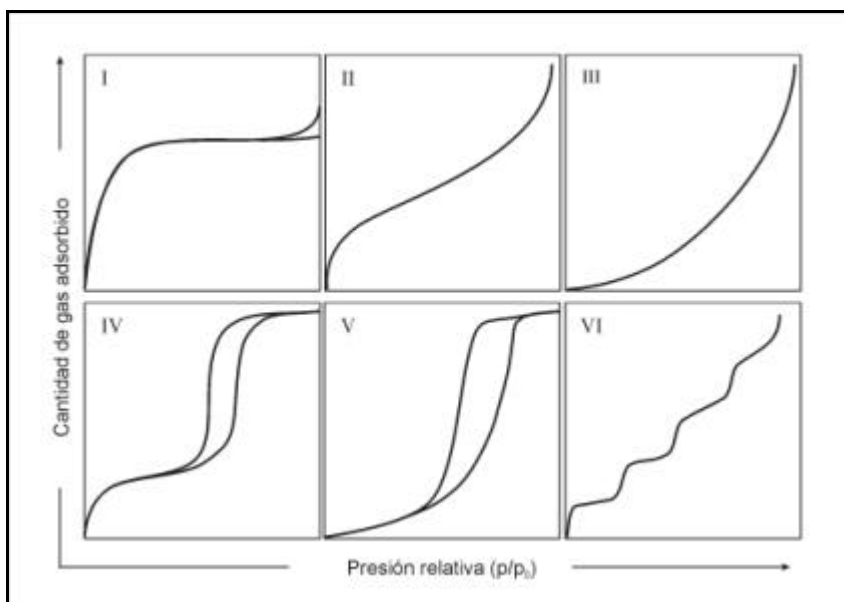 I
II
III
IV
V
VI
Cantidad de gas adsorbido
Presión relativa (p/p₀)